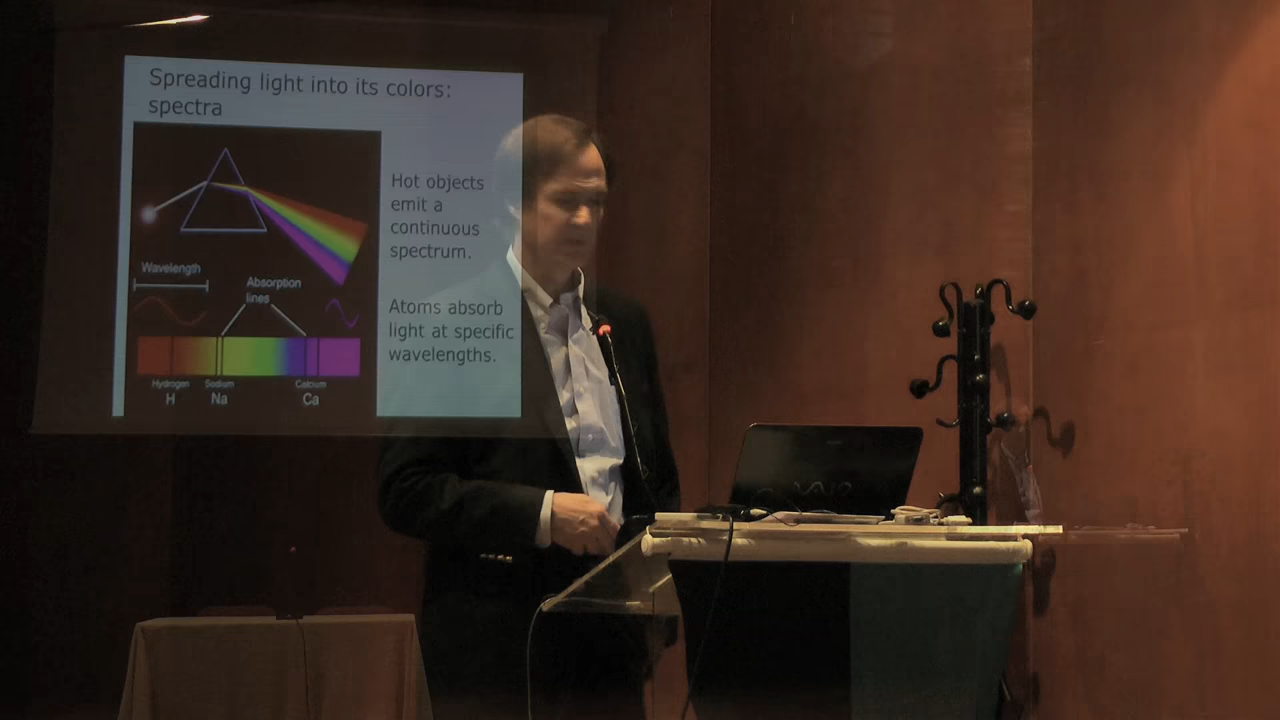 Spreading light into its colors:
spectra
Hot objects
emit a
continuous
spectrum.
Wavelength
Absorption
lines
Atoms absorb
light at specific
wavelengths.
Hydrogen Sodium Calcium
H Na Ca
VAIO